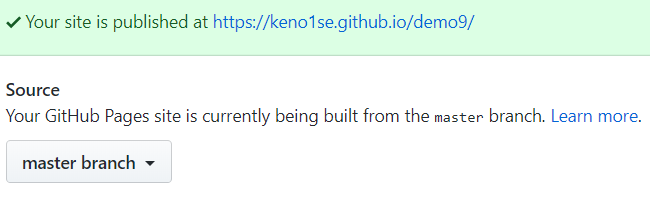 Your site is published at https://keno1se.github.io/demo9/
Source
Your GitHub Pages site is currently being built from the master branch. Learn more.
master branch